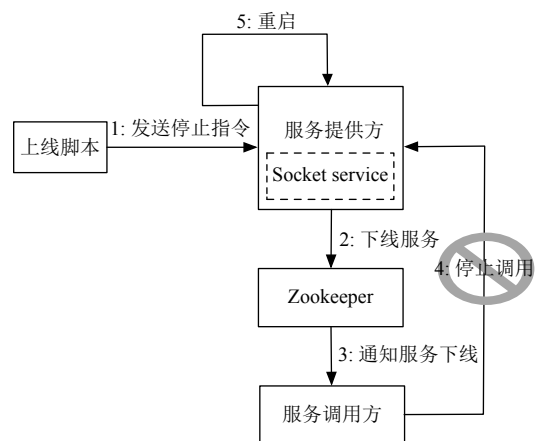 5: 重启
1: 发送停止指令
上线脚本
服务提供方
Socket service
2: 下线服务
4: 停止调用
Zookeeper
3: 通知服务下线
服务调用方